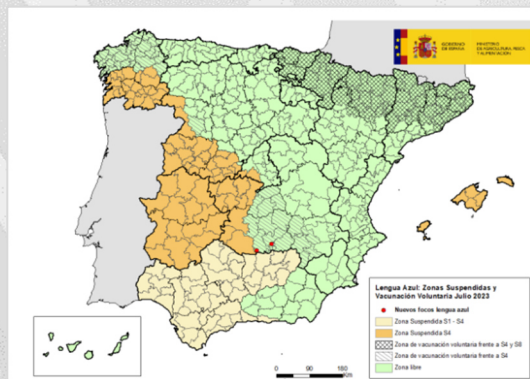 GOBIERNO
DE ESPAÑA
MINISTERIO
DE AGRICULTURA, PESCA
Y ALIMENTACIÓN
Lengua Azul: Zonas Suspendidas y
Vacunación Voluntaria Julio 2023
Nuevos focos lengua azul
Zona Suspendida S1 - S4
Zona Suspendida S4
Zona de vacunación voluntaria frente a S4 y S8
Zona de vacunación voluntaria frente a S4
Zona libre
0 90 180